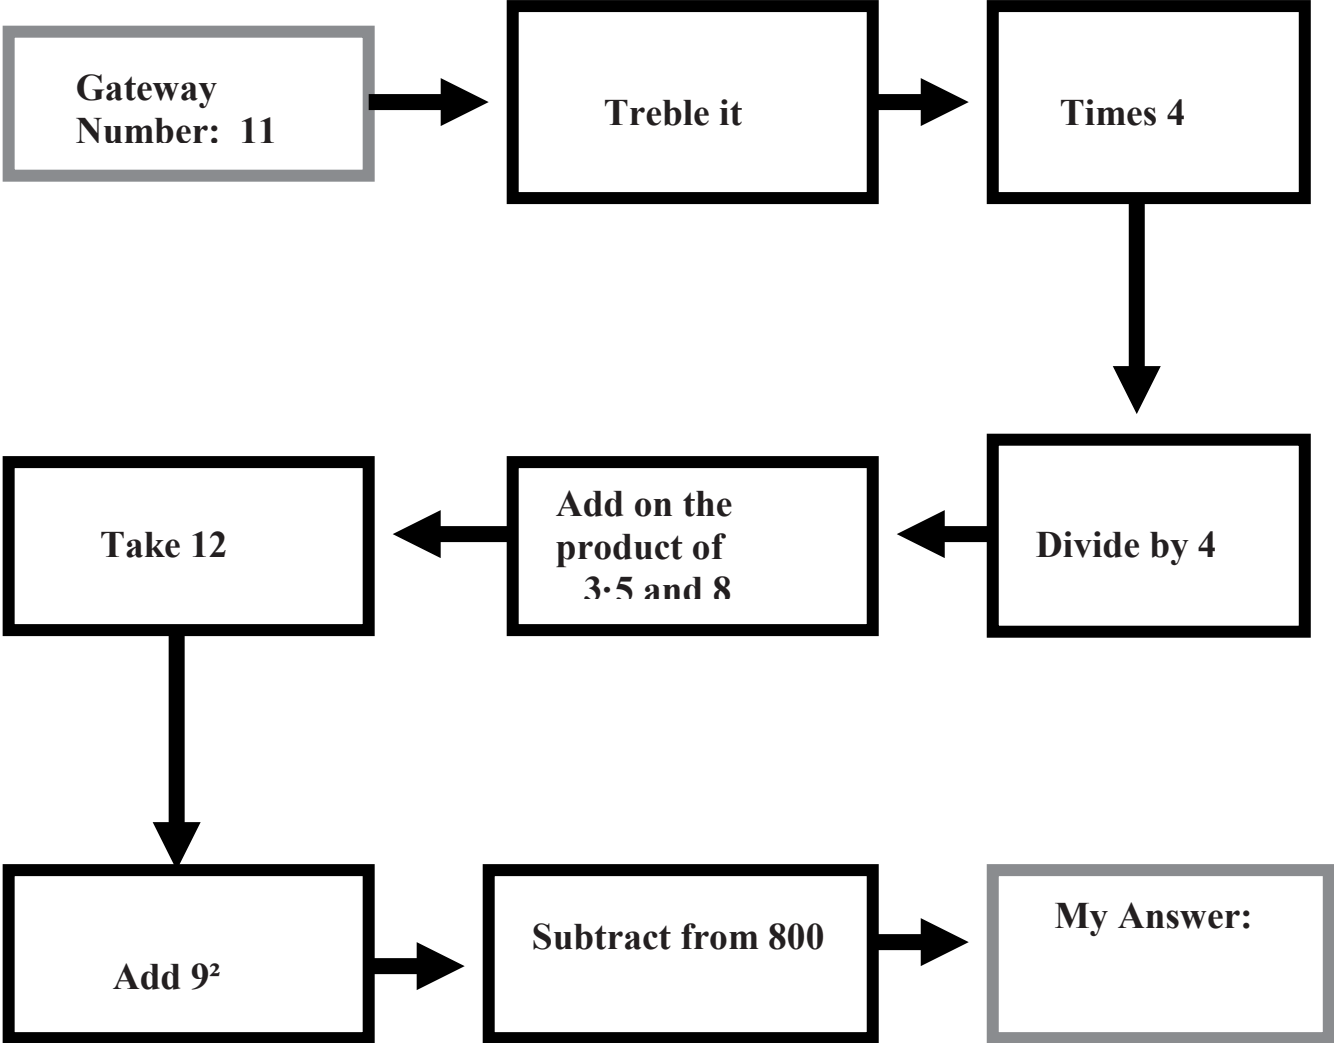 Gateway
Number: 11
Treble it
Times 4
Divide by 4
Add on the
product of
3·5 and 8
Take 12
Add 9²
Subtract from 800
My Answer: